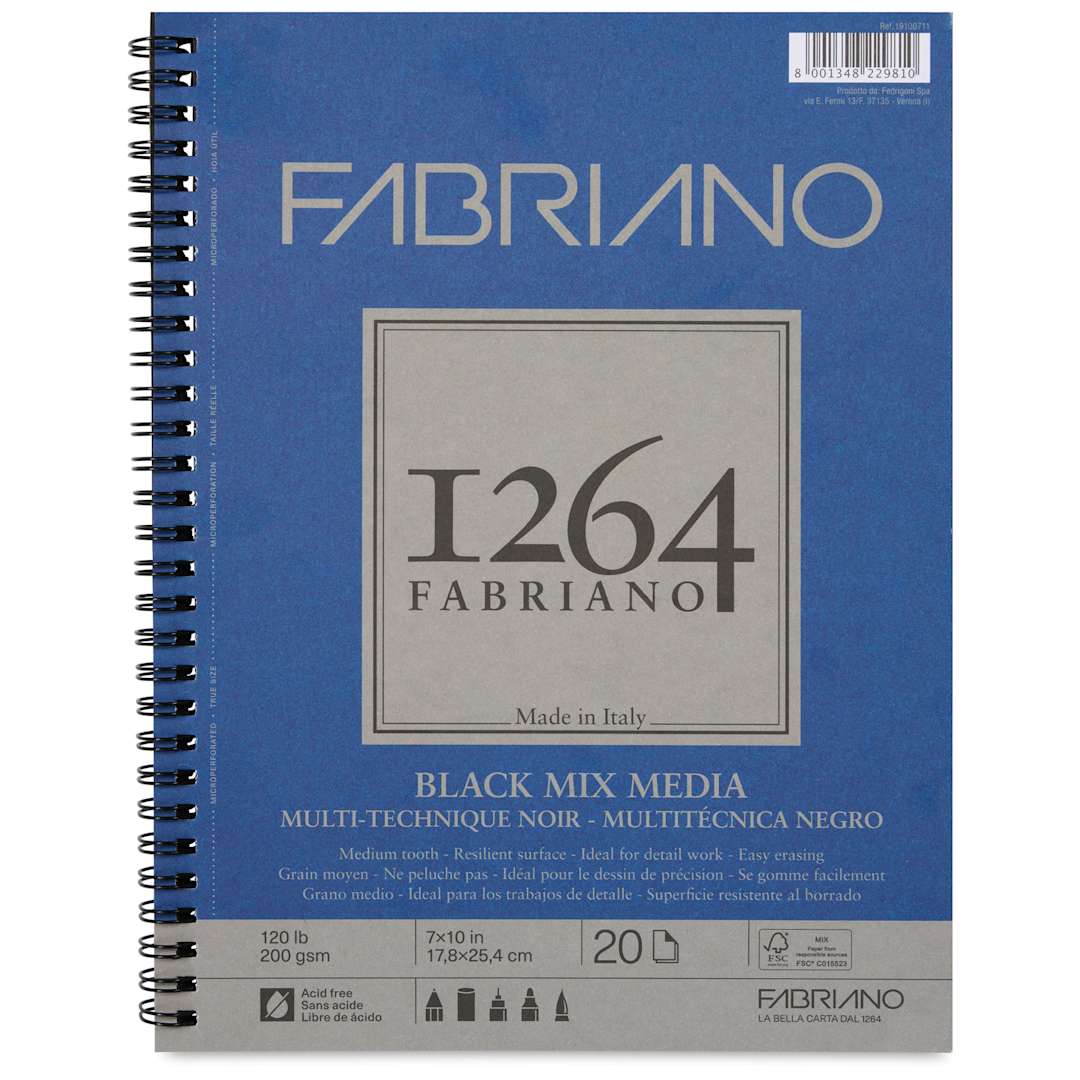 Ref. 19100711
8 001348 229810
Prodotto da: Fedrigoni Spa
via E. Fermi 13/F. 37135 - Verona (I)
FABRIANO
1264
FABRIANO
Made in Italy
BLACK MIX MEDIA
MULTI-TECHNIQUE NOIR - MULTITÉCNICA NEGRO
Medium tooth - Resilient surface - Ideal for detail work - Easy erasing
Grain moyen - Ne peluche pas - Idéal pour le dessin de précision - Se gomme facilement
Grano medio - Ideal para los trabajos de detalle - Superficie resistente al borrado
MICROPERFORATED • TRUE SIZE
MICROPERFORATION • TAILLE RÉELLE
MICROPERFORADO • HOJA ÚTIL
120 lb
200 gsm
7×10 in
17,8×25,4 cm
20
FSC
MIX
Paper from
responsible sources
FSC® C015523
Acid free
Sans acide
Libre de ácido
FABRIANO
LA BELLA CARTA DAL 1264